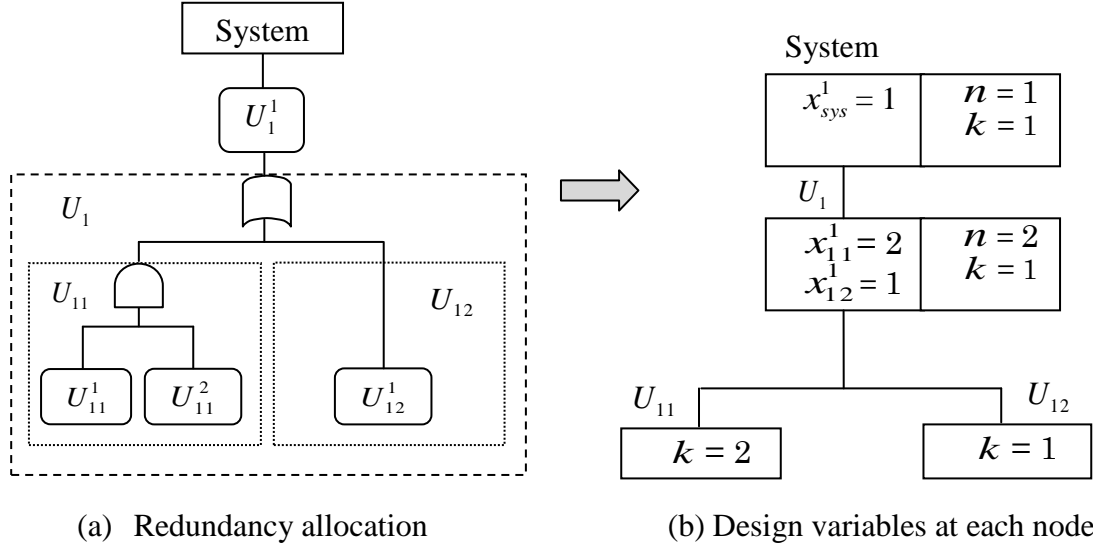 System
U_1^1
U_1
U_11
U_12
U_11^1
U_11^2
U_12^1
(a) Redundancy allocation
System
x_sys^1 = 1
n = 1
k = 1
U_1
x_11^1 = 2
x_12^1 = 1
n = 2
k = 1
U_11
U_12
k = 2
k = 1
(b) Design variables at each node